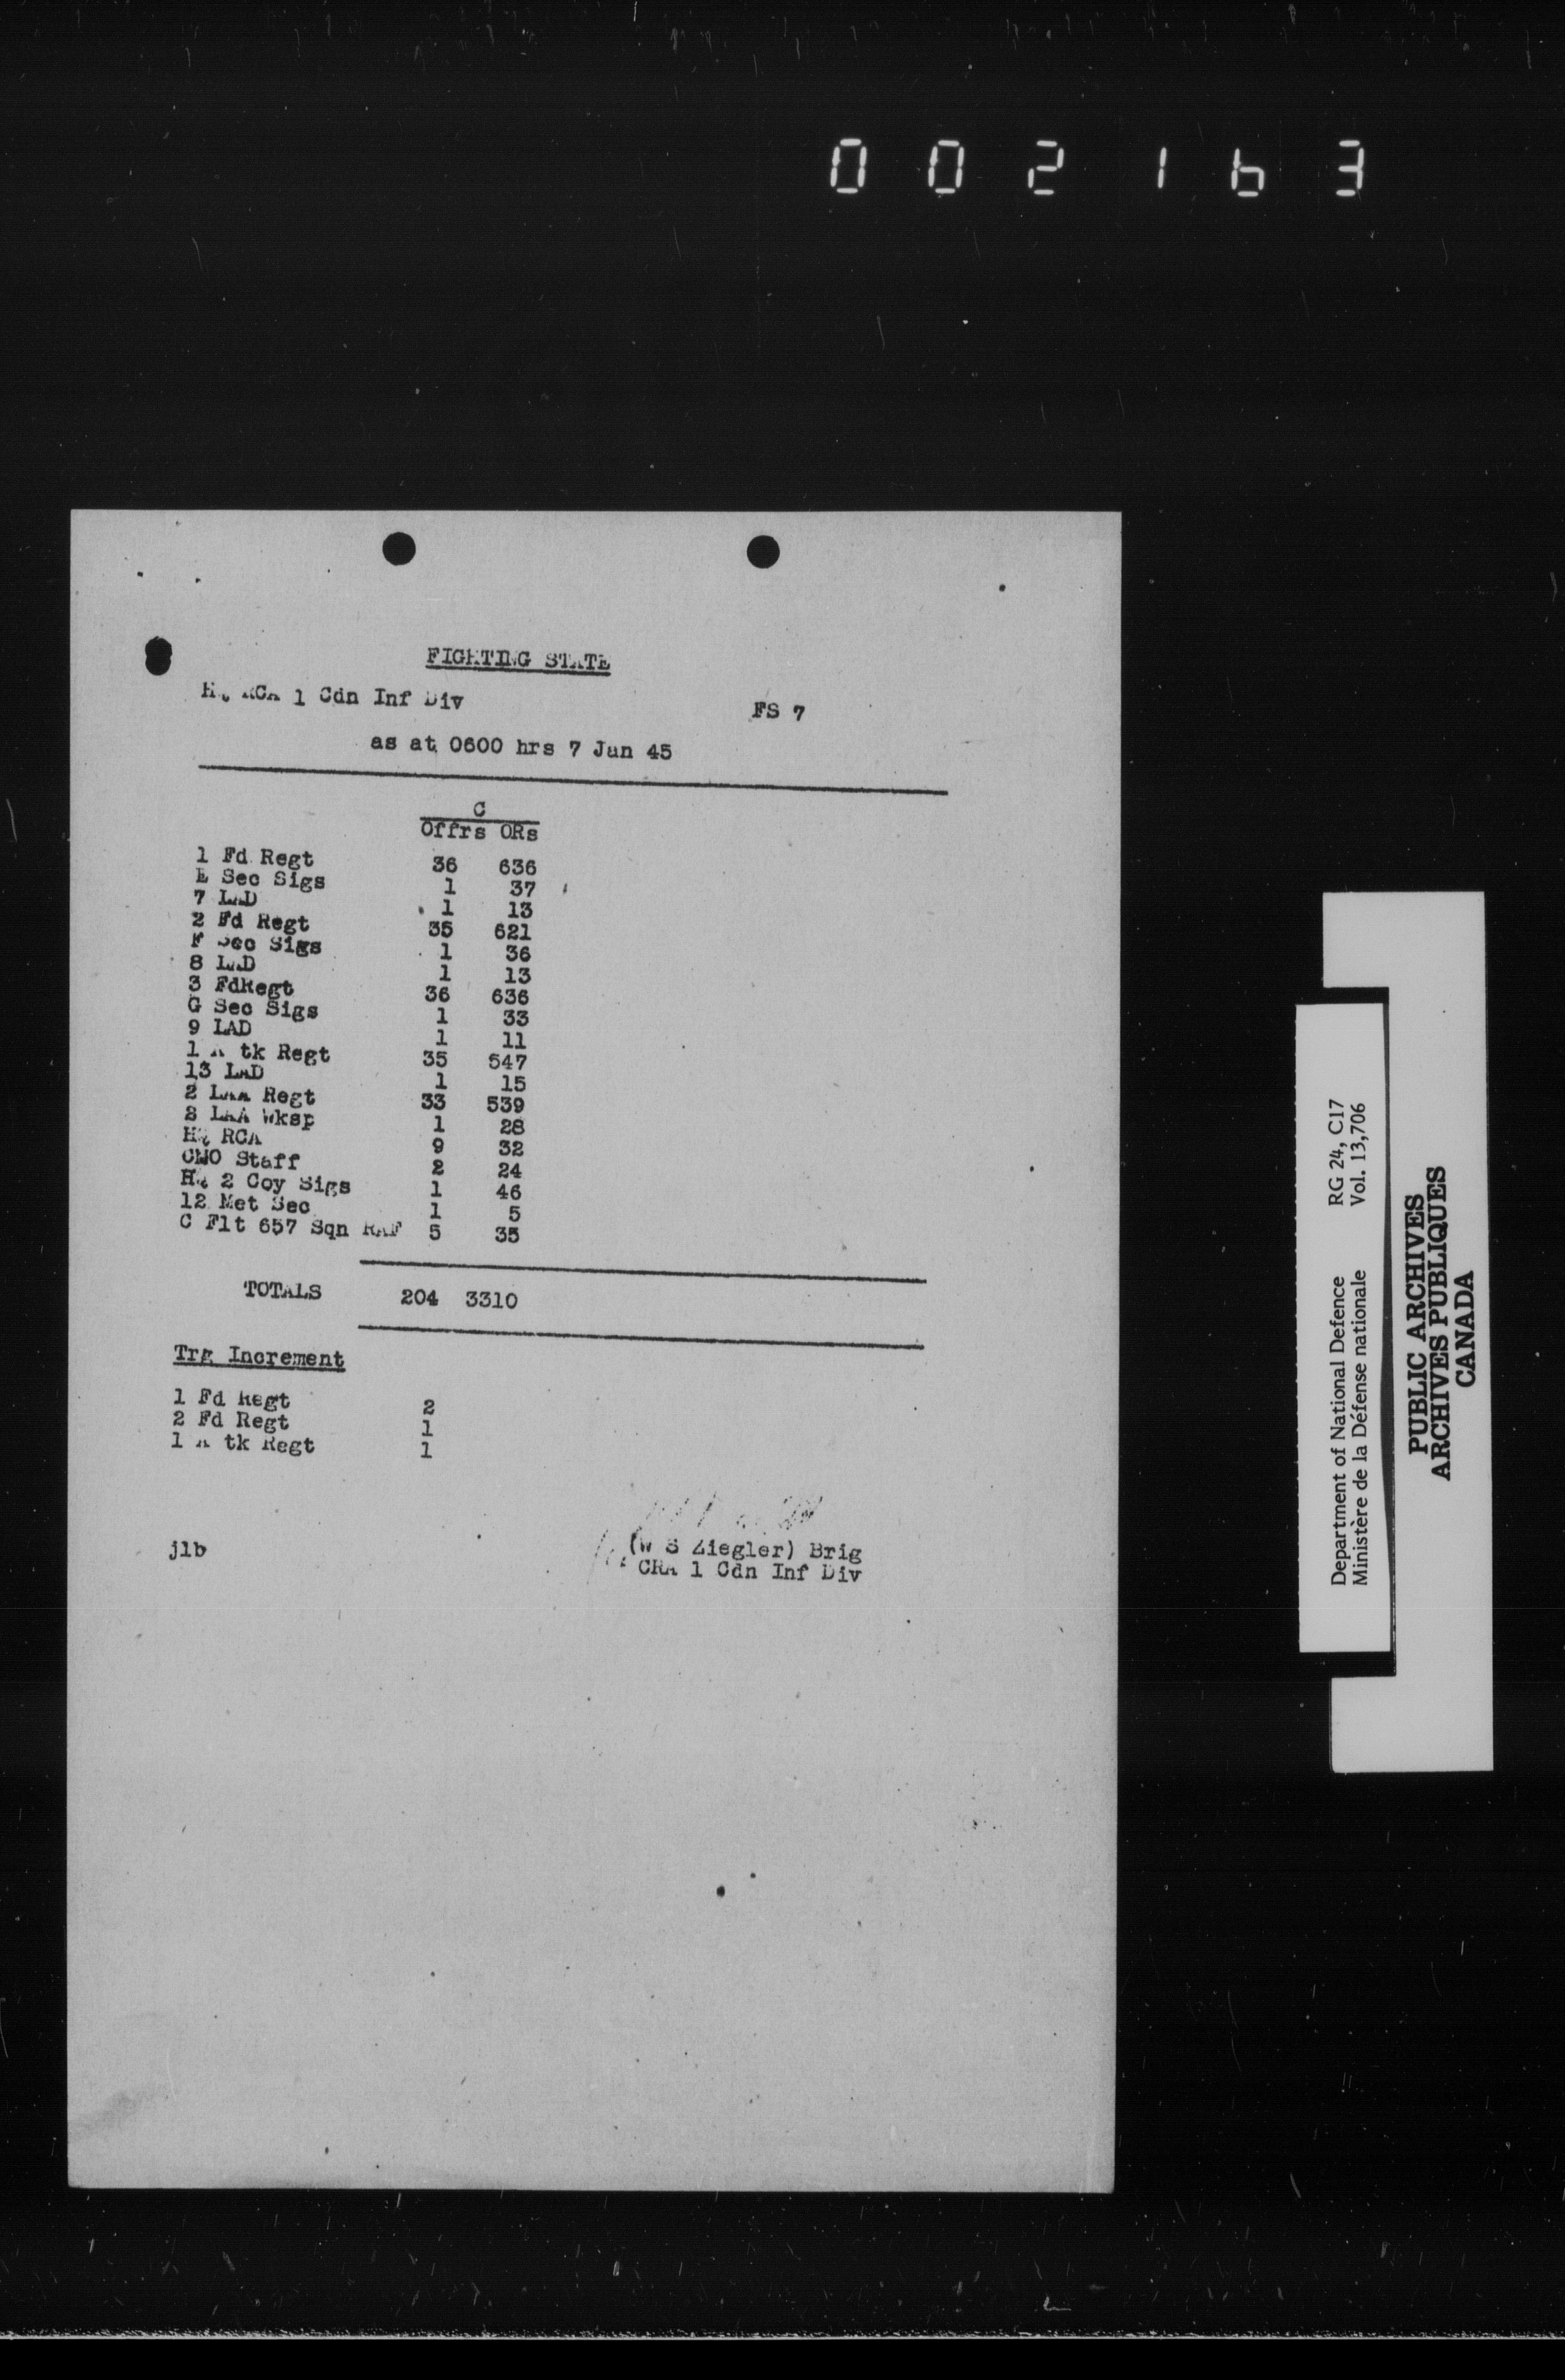 002163
FIGHTING STATE
HQ RCA 1 Cdn Inf Div
FS 7
as at 0600 hrs 7 Jan 45
C
Offrs ORs
1 Fd Regt 36 636
E Sec Sigs 1 37
7 LAD 1 13
2 Fd Regt 35 621
F Sec Sigs 1 36
8 LAD 1 13
3 FdRegt 36 636
G Sec Sigs 1 33
9 LAD 1 11
1 A tk Regt 35 547
13 LAD 1 15
2 LAA Regt 33 539
2 LAA Wksp 1 28
HQ RCA 9 32
CMO Staff 2 24
HQ 2 Coy Sigs 1 46
12 Met Sec 1 5
C Flt 657 Sqn RAF 5 35
TOTALS 204 3310
Trg Increment
1 Fd Regt 2
2 Fd Regt 1
1 A tk Regt 1
jlb
(W S Ziegler) Brig
CRA 1 Cdn Inf Div
Department of National Defence RG 24, C17
Ministère de la Défense nationale Vol. 13,706
PUBLIC ARCHIVES
ARCHIVES PUBLIQUES
CANADA